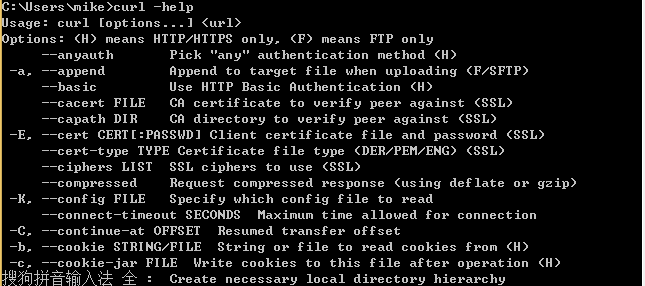 C:\Users\mike>curl -help
Usage: curl [options...] <url>
Options: (H) means HTTP/HTTPS only, (F) means FTP only
--anyauth Pick "any" authentication method (H)
-a, --append Append to target file when uploading (F/SFTP)
--basic Use HTTP Basic Authentication (H)
--cacert FILE CA certificate to verify peer against (SSL)
--capath DIR CA directory to verify peer against (SSL)
-E, --cert CERT[:PASSWD] Client certificate file and password (SSL)
--cert-type TYPE Certificate file type (DER/PEM/ENG) (SSL)
--ciphers LIST SSL ciphers to use (SSL)
--compressed Request compressed response (using deflate or gzip)
-K, --config FILE Specify which config file to read
--connect-timeout SECONDS Maximum time allowed for connection
-C, --continue-at OFFSET Resumed transfer offset
-b, --cookie STRING/FILE String or file to read cookies from (H)
-c, --cookie-jar FILE Write cookies to this file after operation (H)
搜狗拼音输入法 全 : Create necessary local directory hierarchy